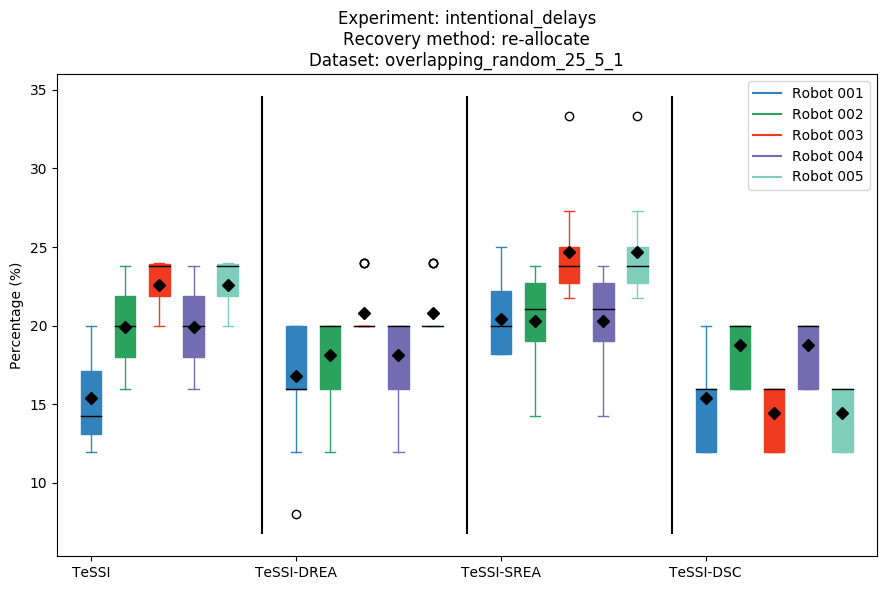 Experiment: intentional_delays
Recovery method: re-allocate
Dataset: overlapping_random_25_5_1
Percentage (%)
35
30
25
20
15
10
Robot 001
Robot 002
Robot 003
Robot 004
Robot 005
TeSSI
TeSSI-DREA
TeSSI-SREA
TeSSI-DSC